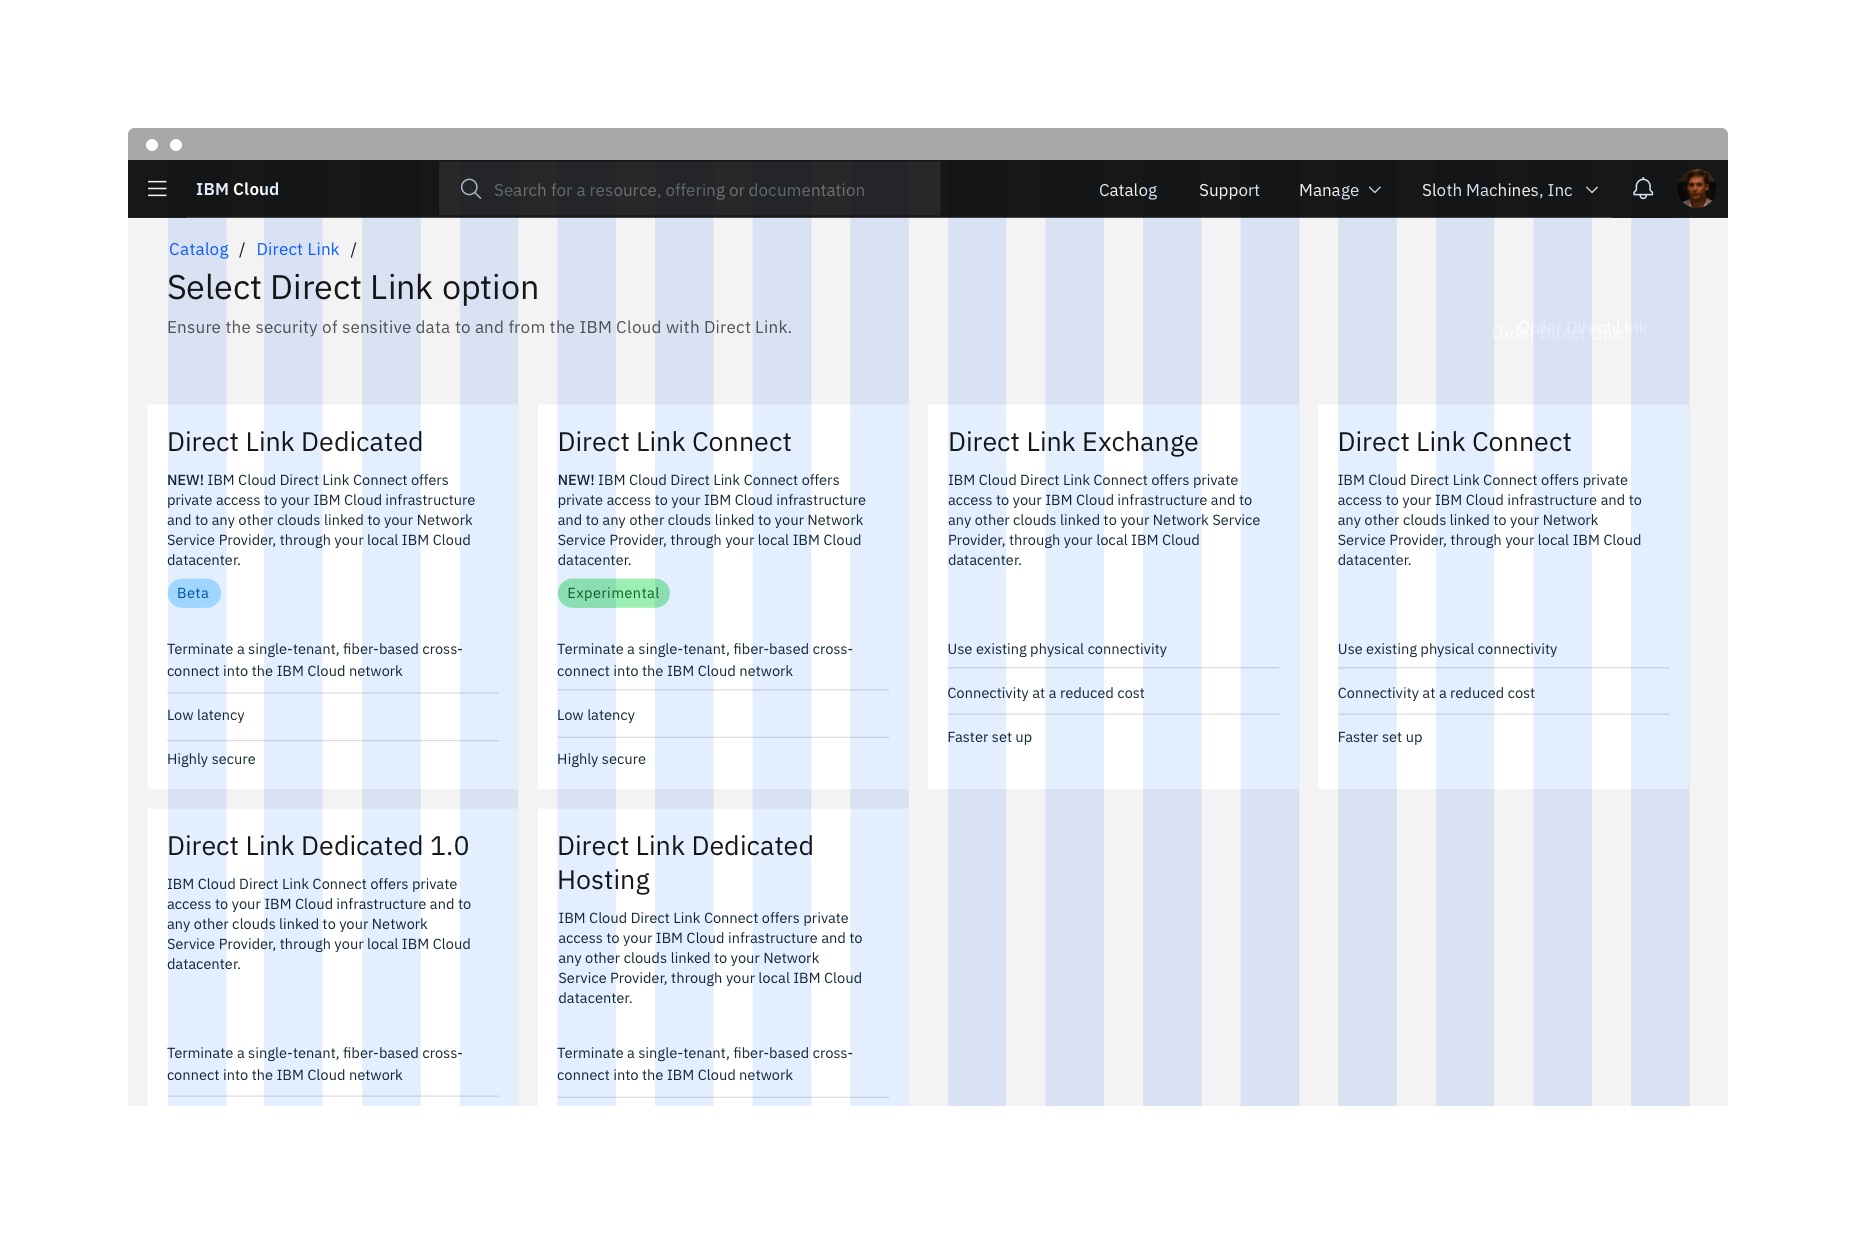 IBM Cloud
Search for a resource, offering or documentation
Catalog
Support
Manage
Sloth Machines, Inc
Catalog / Direct Link /
Select Direct Link option
Ensure the security of sensitive data to and from the IBM Cloud with Direct Link.
Order Direct Link
Order Direct Link
Direct Link Dedicated
NEW! IBM Cloud Direct Link Connect offers
private access to your IBM Cloud infrastructure
and to any other clouds linked to your Network
Service Provider, through your local IBM Cloud
datacenter.
Beta
Terminate a single-tenant, fiber-based cross-
connect into the IBM Cloud network
Low latency
Highly secure
Direct Link Connect
NEW! IBM Cloud Direct Link Connect offers
private access to your IBM Cloud infrastructure
and to any other clouds linked to your Network
Service Provider, through your local IBM Cloud
datacenter.
Experimental
Terminate a single-tenant, fiber-based cross-
connect into the IBM Cloud network
Low latency
Highly secure
Direct Link Exchange
IBM Cloud Direct Link Connect offers private
access to your IBM Cloud infrastructure and to
any other clouds linked to your Network Service
Provider, through your local IBM Cloud
datacenter.
Use existing physical connectivity
Connectivity at a reduced cost
Faster set up
Direct Link Connect
IBM Cloud Direct Link Connect offers private
access to your IBM Cloud infrastructure and to
any other clouds linked to your Network
Service Provider, through your local IBM Cloud
datacenter.
Use existing physical connectivity
Connectivity at a reduced cost
Faster set up
Direct Link Dedicated 1.0
IBM Cloud Direct Link Connect offers private
access to your IBM Cloud infrastructure and to
any other clouds linked to your Network
Service Provider, through your local IBM Cloud
datacenter.
Terminate a single-tenant, fiber-based cross-
connect into the IBM Cloud network
Direct Link Dedicated
Hosting
IBM Cloud Direct Link Connect offers private
access to your IBM Cloud infrastructure and to
any other clouds linked to your Network
Service Provider, through your local IBM Cloud
datacenter.
Terminate a single-tenant, fiber-based cross-
connect into the IBM Cloud network